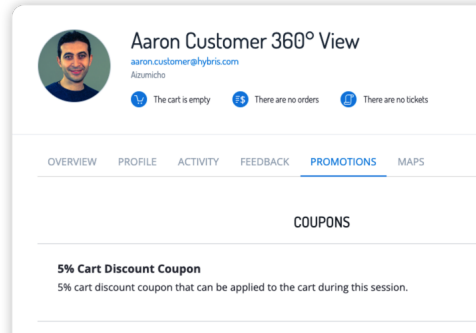 Aaron Customer 360° View
aaron.customer@hybris.com
Aizumicho
The cart is empty
There are no orders
There are no tickets
OVERVIEW PROFILE ACTIVITY FEEDBACK PROMOTIONS MAPS
COUPONS
5% Cart Discount Coupon
5% cart discount coupon that can be applied to the cart during this session.